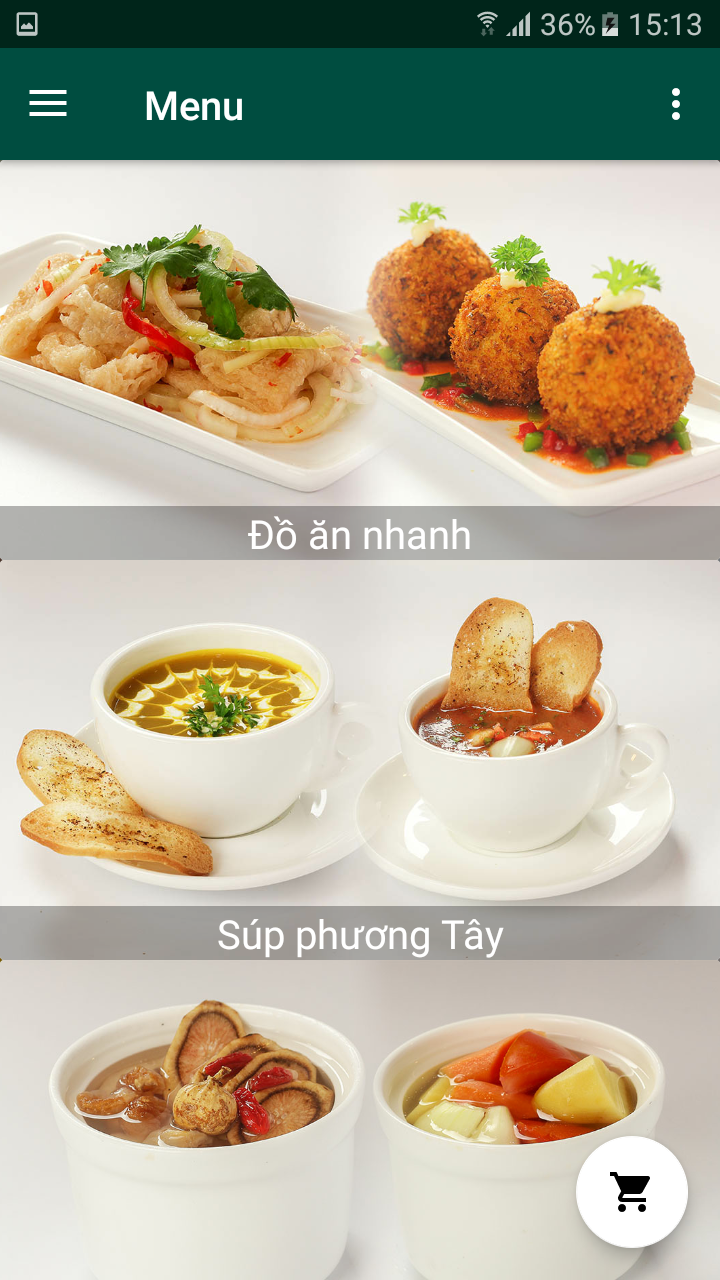 36% 15:13
Menu
Đồ ăn nhanh
Súp phương Tây